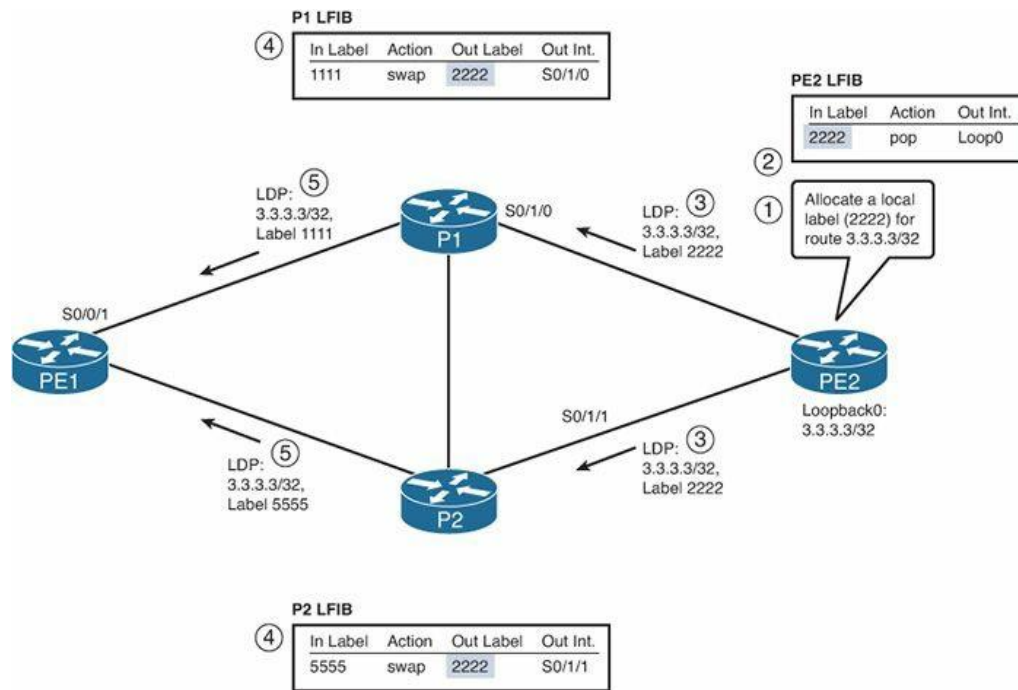 P1 LFIB
④
In Label Action Out Label Out Int.
1111 swap 2222 S0/1/0
PE2 LFIB
In Label Action Out Int.
2222 pop Loop0
②
①
Allocate a local
label (2222) for
route 3.3.3.3/32
LDP: ⑤
3.3.3.3/32,
Label 1111
S0/1/0
P1
LDP: ③
3.3.3.3/32,
Label 2222
S0/0/1
PE1
PE2
Loopback0:
3.3.3.3/32
S0/1/1
LDP: ⑤
3.3.3.3/32,
Label 5555
P2
LDP: ③
3.3.3.3/32,
Label 2222
P2 LFIB
④
In Label Action Out Label Out Int.
5555 swap 2222 S0/1/1